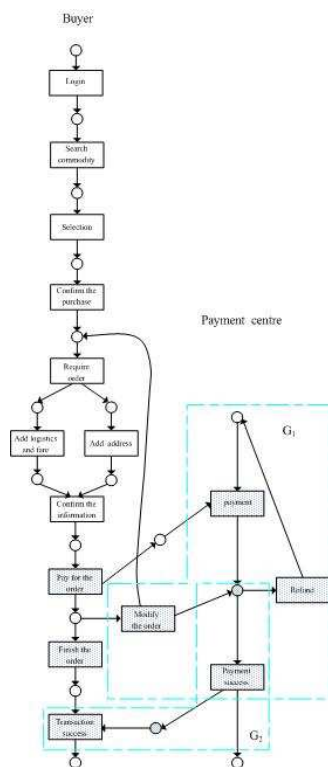 Buyer
Login
Search
commodity
Selection
Confirm the
purchase
Payment centre
Require
order
G1
Add logistics
and fare
Add address
payment
Confirm the
information
Pay for the
order
Refund
Modify
the order
Finish the
order
Payment
success
Transaction
success
G2